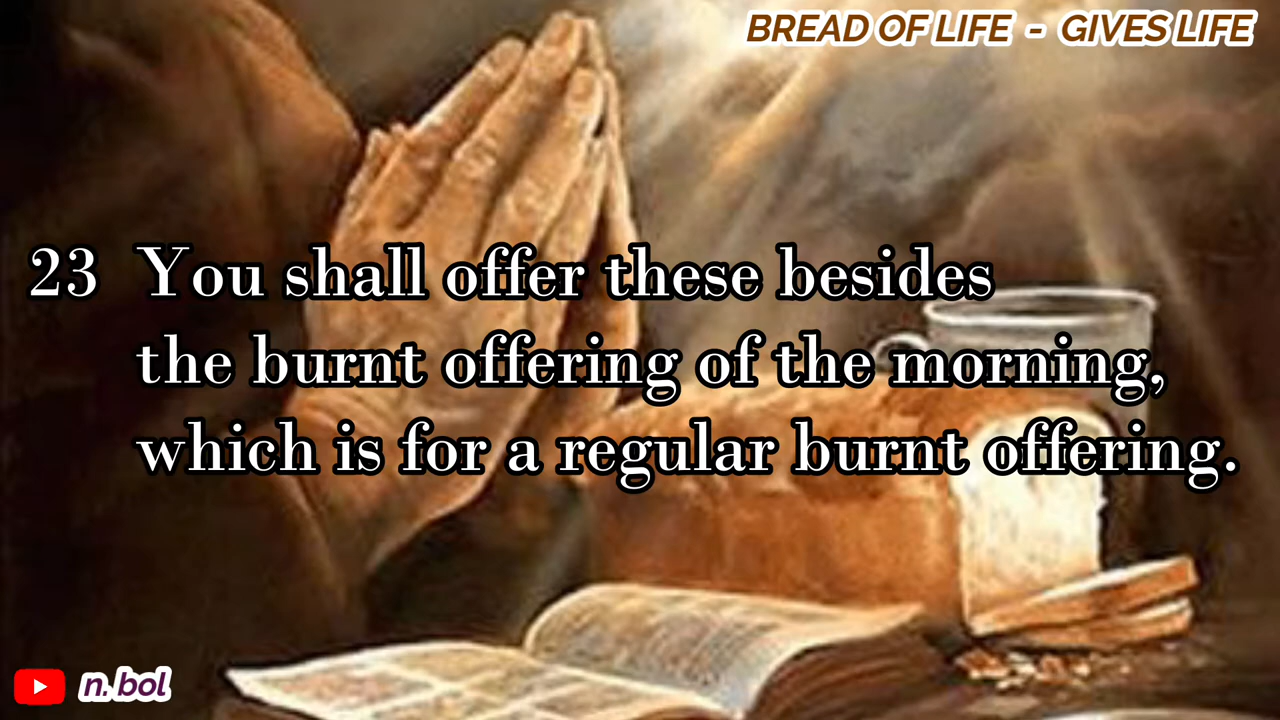 BREAD OF LIFE - GIVES LIFE
23 You shall offer these besides
the burnt offering of the morning,
which is for a regular burnt offering.
n. bol